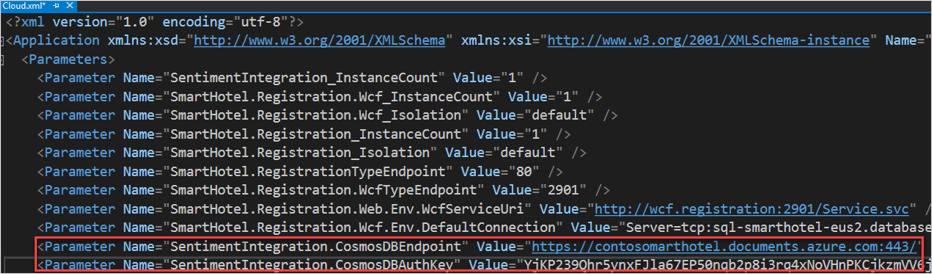 Cloud.xml*
<?xml version="1.0" encoding="utf-8"?>
<Application xmlns:xsd="http://www.w3.org/2001/XMLSchema" xmlns:xsi="http://www.w3.org/2001/XMLSchema-instance" Name="
<Parameters>
<Parameter Name="SentimentIntegration_InstanceCount" Value="1" />
<Parameter Name="SmartHotel.Registration.Wcf_InstanceCount" Value="1" />
<Parameter Name="SmartHotel.Registration.Wcf_Isolation" Value="default" />
<Parameter Name="SmartHotel.Registration_InstanceCount" Value="1" />
<Parameter Name="SmartHotel.Registration_Isolation" Value="default" />
<Parameter Name="SmartHotel.RegistrationTypeEndpoint" Value="80" />
<Parameter Name="SmartHotel.Registration.WcfTypeEndpoint" Value="2901" />
<Parameter Name="SmartHotel.Registration.Web.Env.WcfServiceUri" Value="http://wcf.registration:2901/Service.svc" /
<Parameter Name="SmartHotel.Registration.Wcf.Env.DefaultConnection" Value="Server=tcp:sql-smarthotel-eus2.database
<Parameter Name="SentimentIntegration.CosmosDBEndpoint" Value="https://contosomarthotel.documents.azure.com:443/"
<Parameter Name="SentimentIntegration.CosmosDBAuthKey" Value="